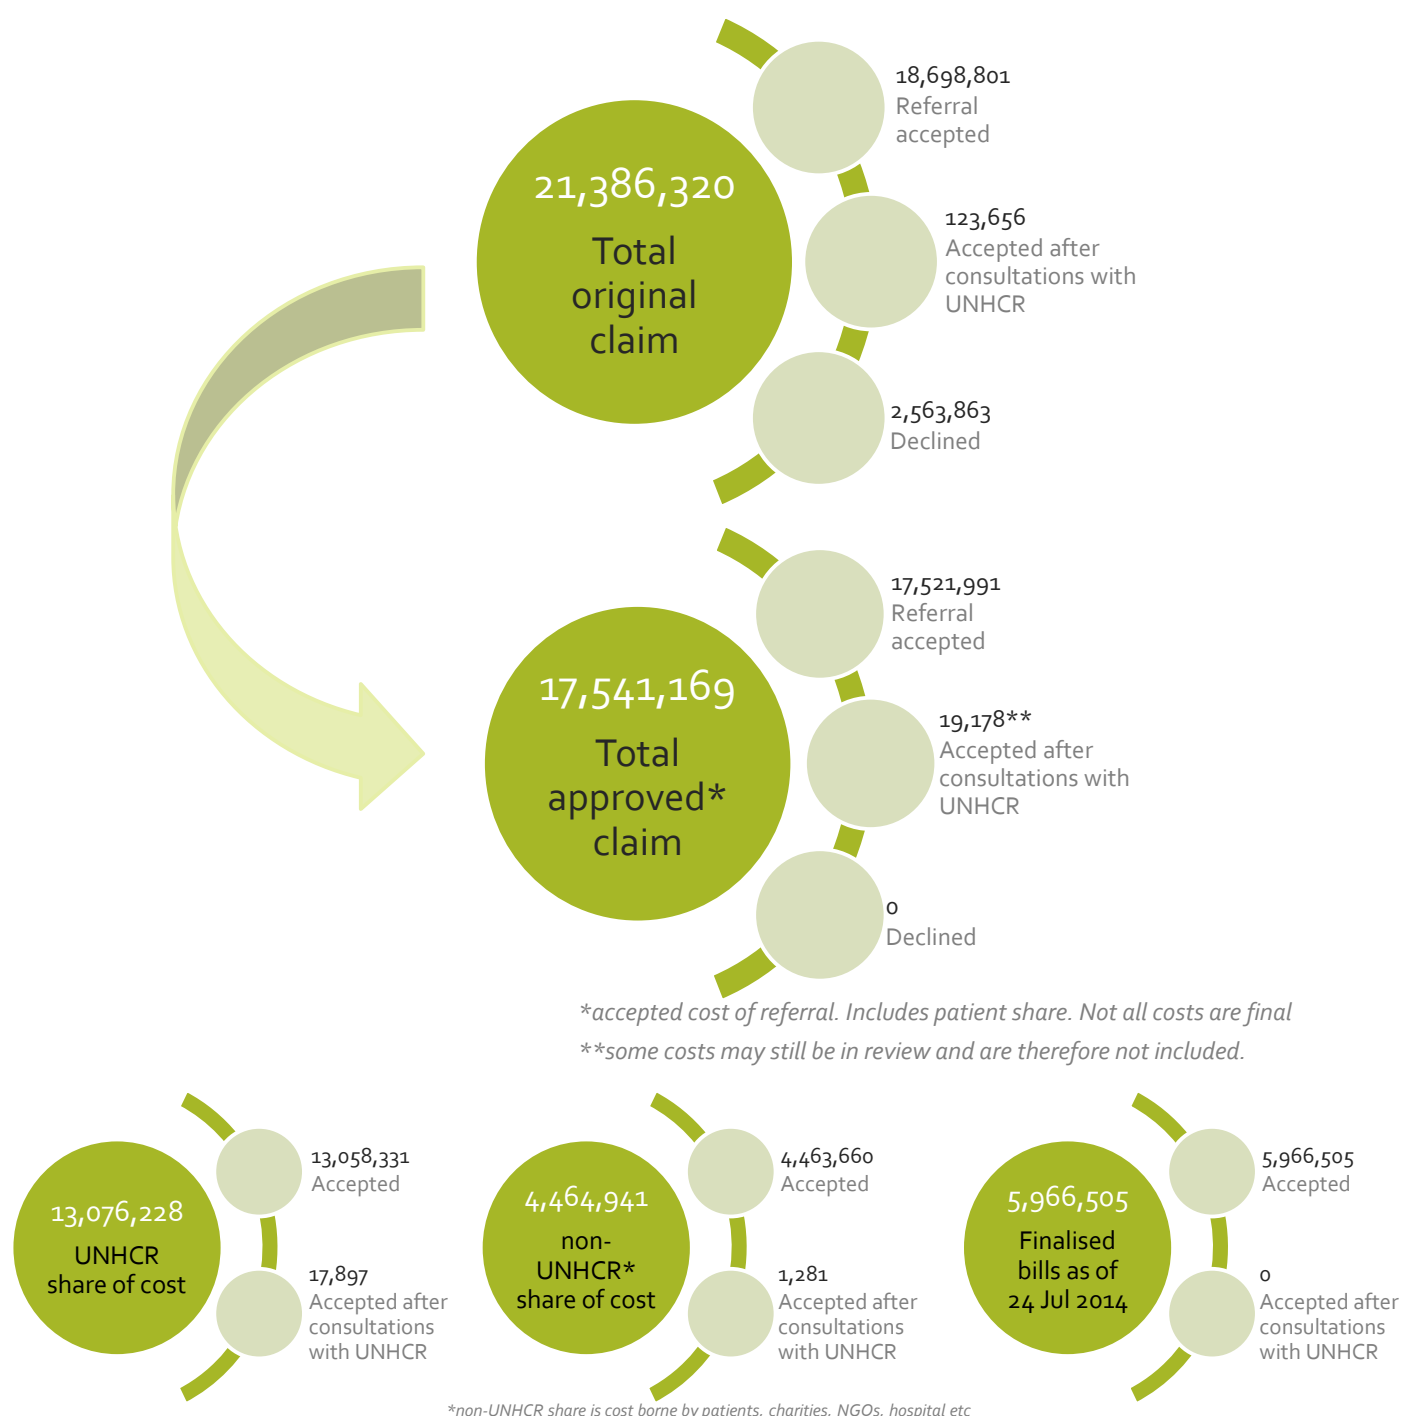 18,698,801
Referral
accepted
21,386,320
Total
original
claim
123,656
Accepted after
consultations with
UNHCR
2,563,863
Declined
17,521,991
Referral
accepted
17,541,169
Total
approved*
claim
19,178**
Accepted after
consultations with
UNHCR
0
Declined
*accepted cost of referral. Includes patient share. Not all costs are final
**some costs may still be in review and are therefore not included.
13,076,228
UNHCR
share of cost
13,058,331
Accepted
17,897
Accepted after
consultations
with UNHCR
4,464,941
non-
UNHCR*
share of cost
4,463,660
Accepted
1,281
Accepted after
consultations
with UNHCR
5,966,505
Finalised
bills as of
24 Jul 2014
5,966,505
Accepted
0
Accepted after
consultations
with UNHCR
*non-UNHCR share is cost borne by patients, charities, NGOs, hospital etc